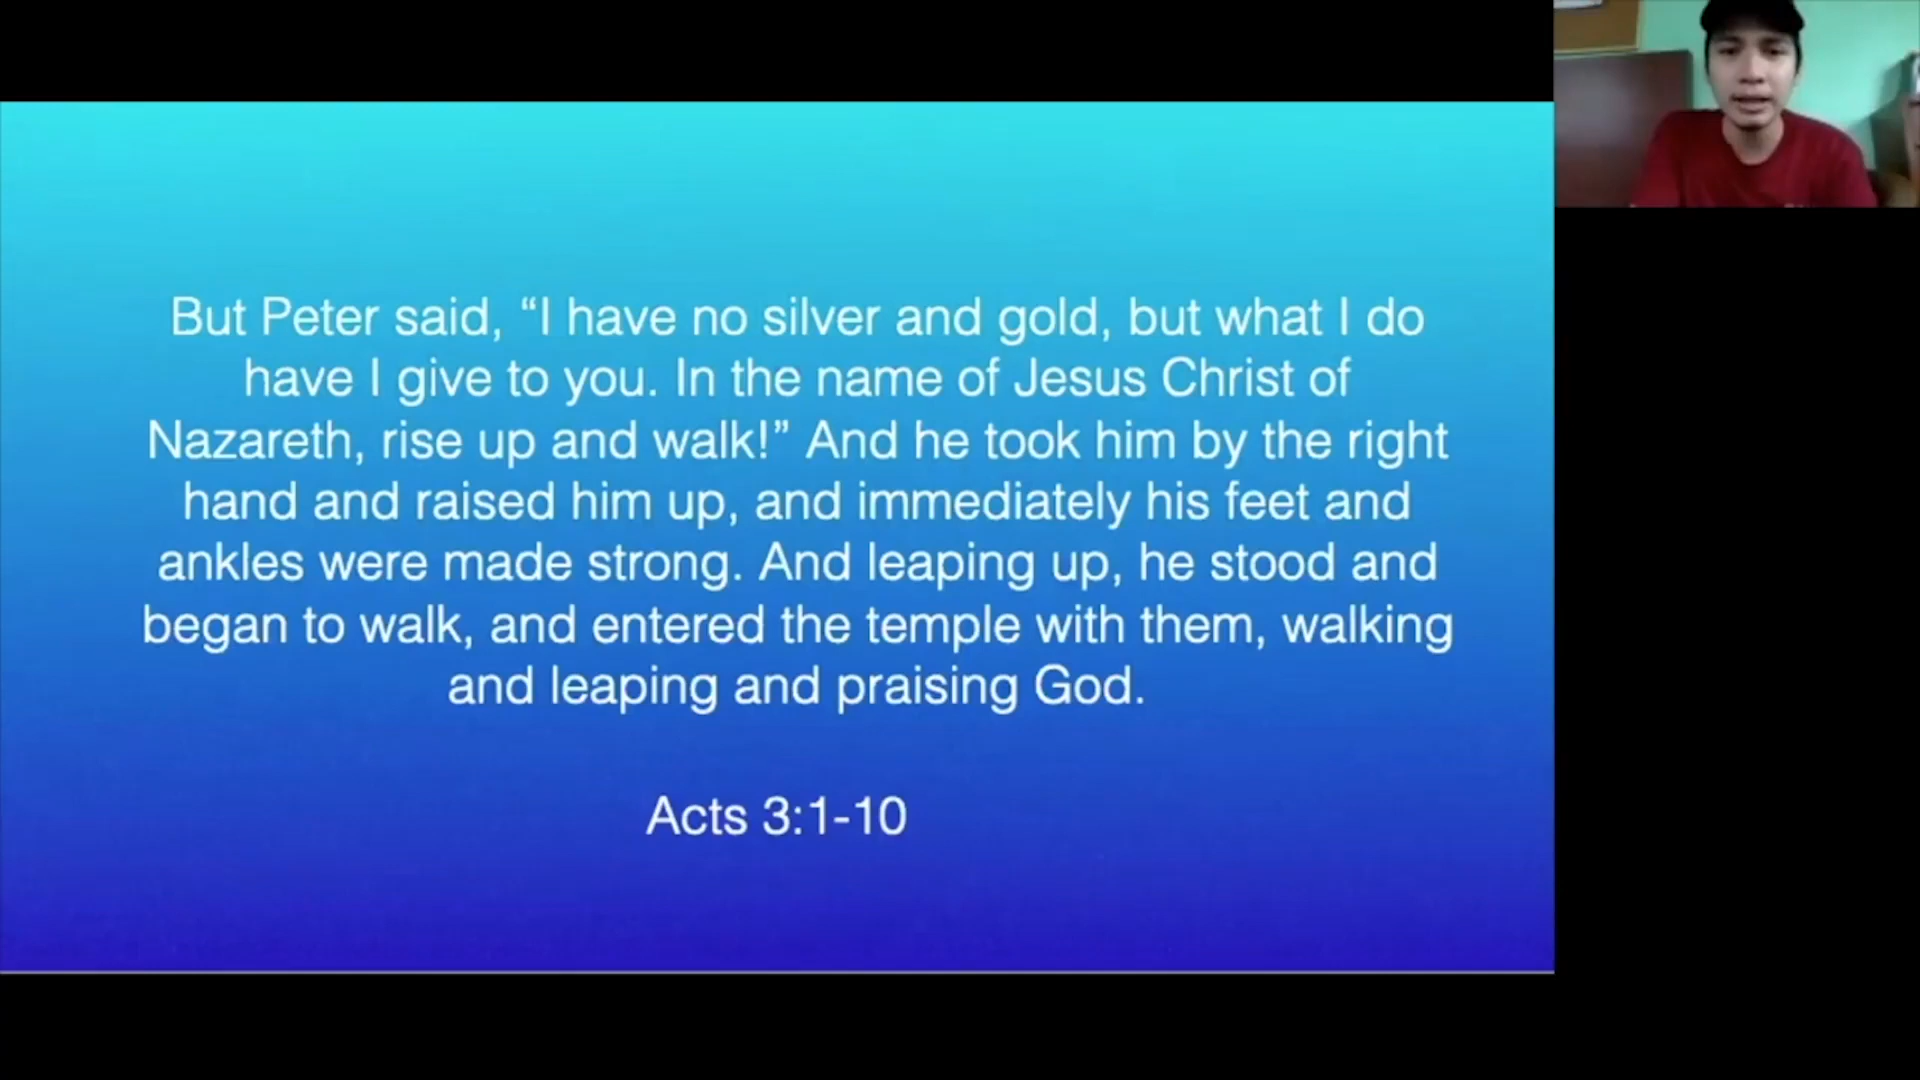 But Peter said, “I have no silver and gold, but what I do
have I give to you. In the name of Jesus Christ of
Nazareth, rise up and walk!” And he took him by the right
hand and raised him up, and immediately his feet and
ankles were made strong. And leaping up, he stood and
began to walk, and entered the temple with them, walking
and leaping and praising God.
Acts 3:1-10